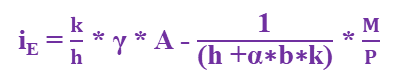 i_E = k/h * γ * A - 1/(h +α*b*k) * M/P